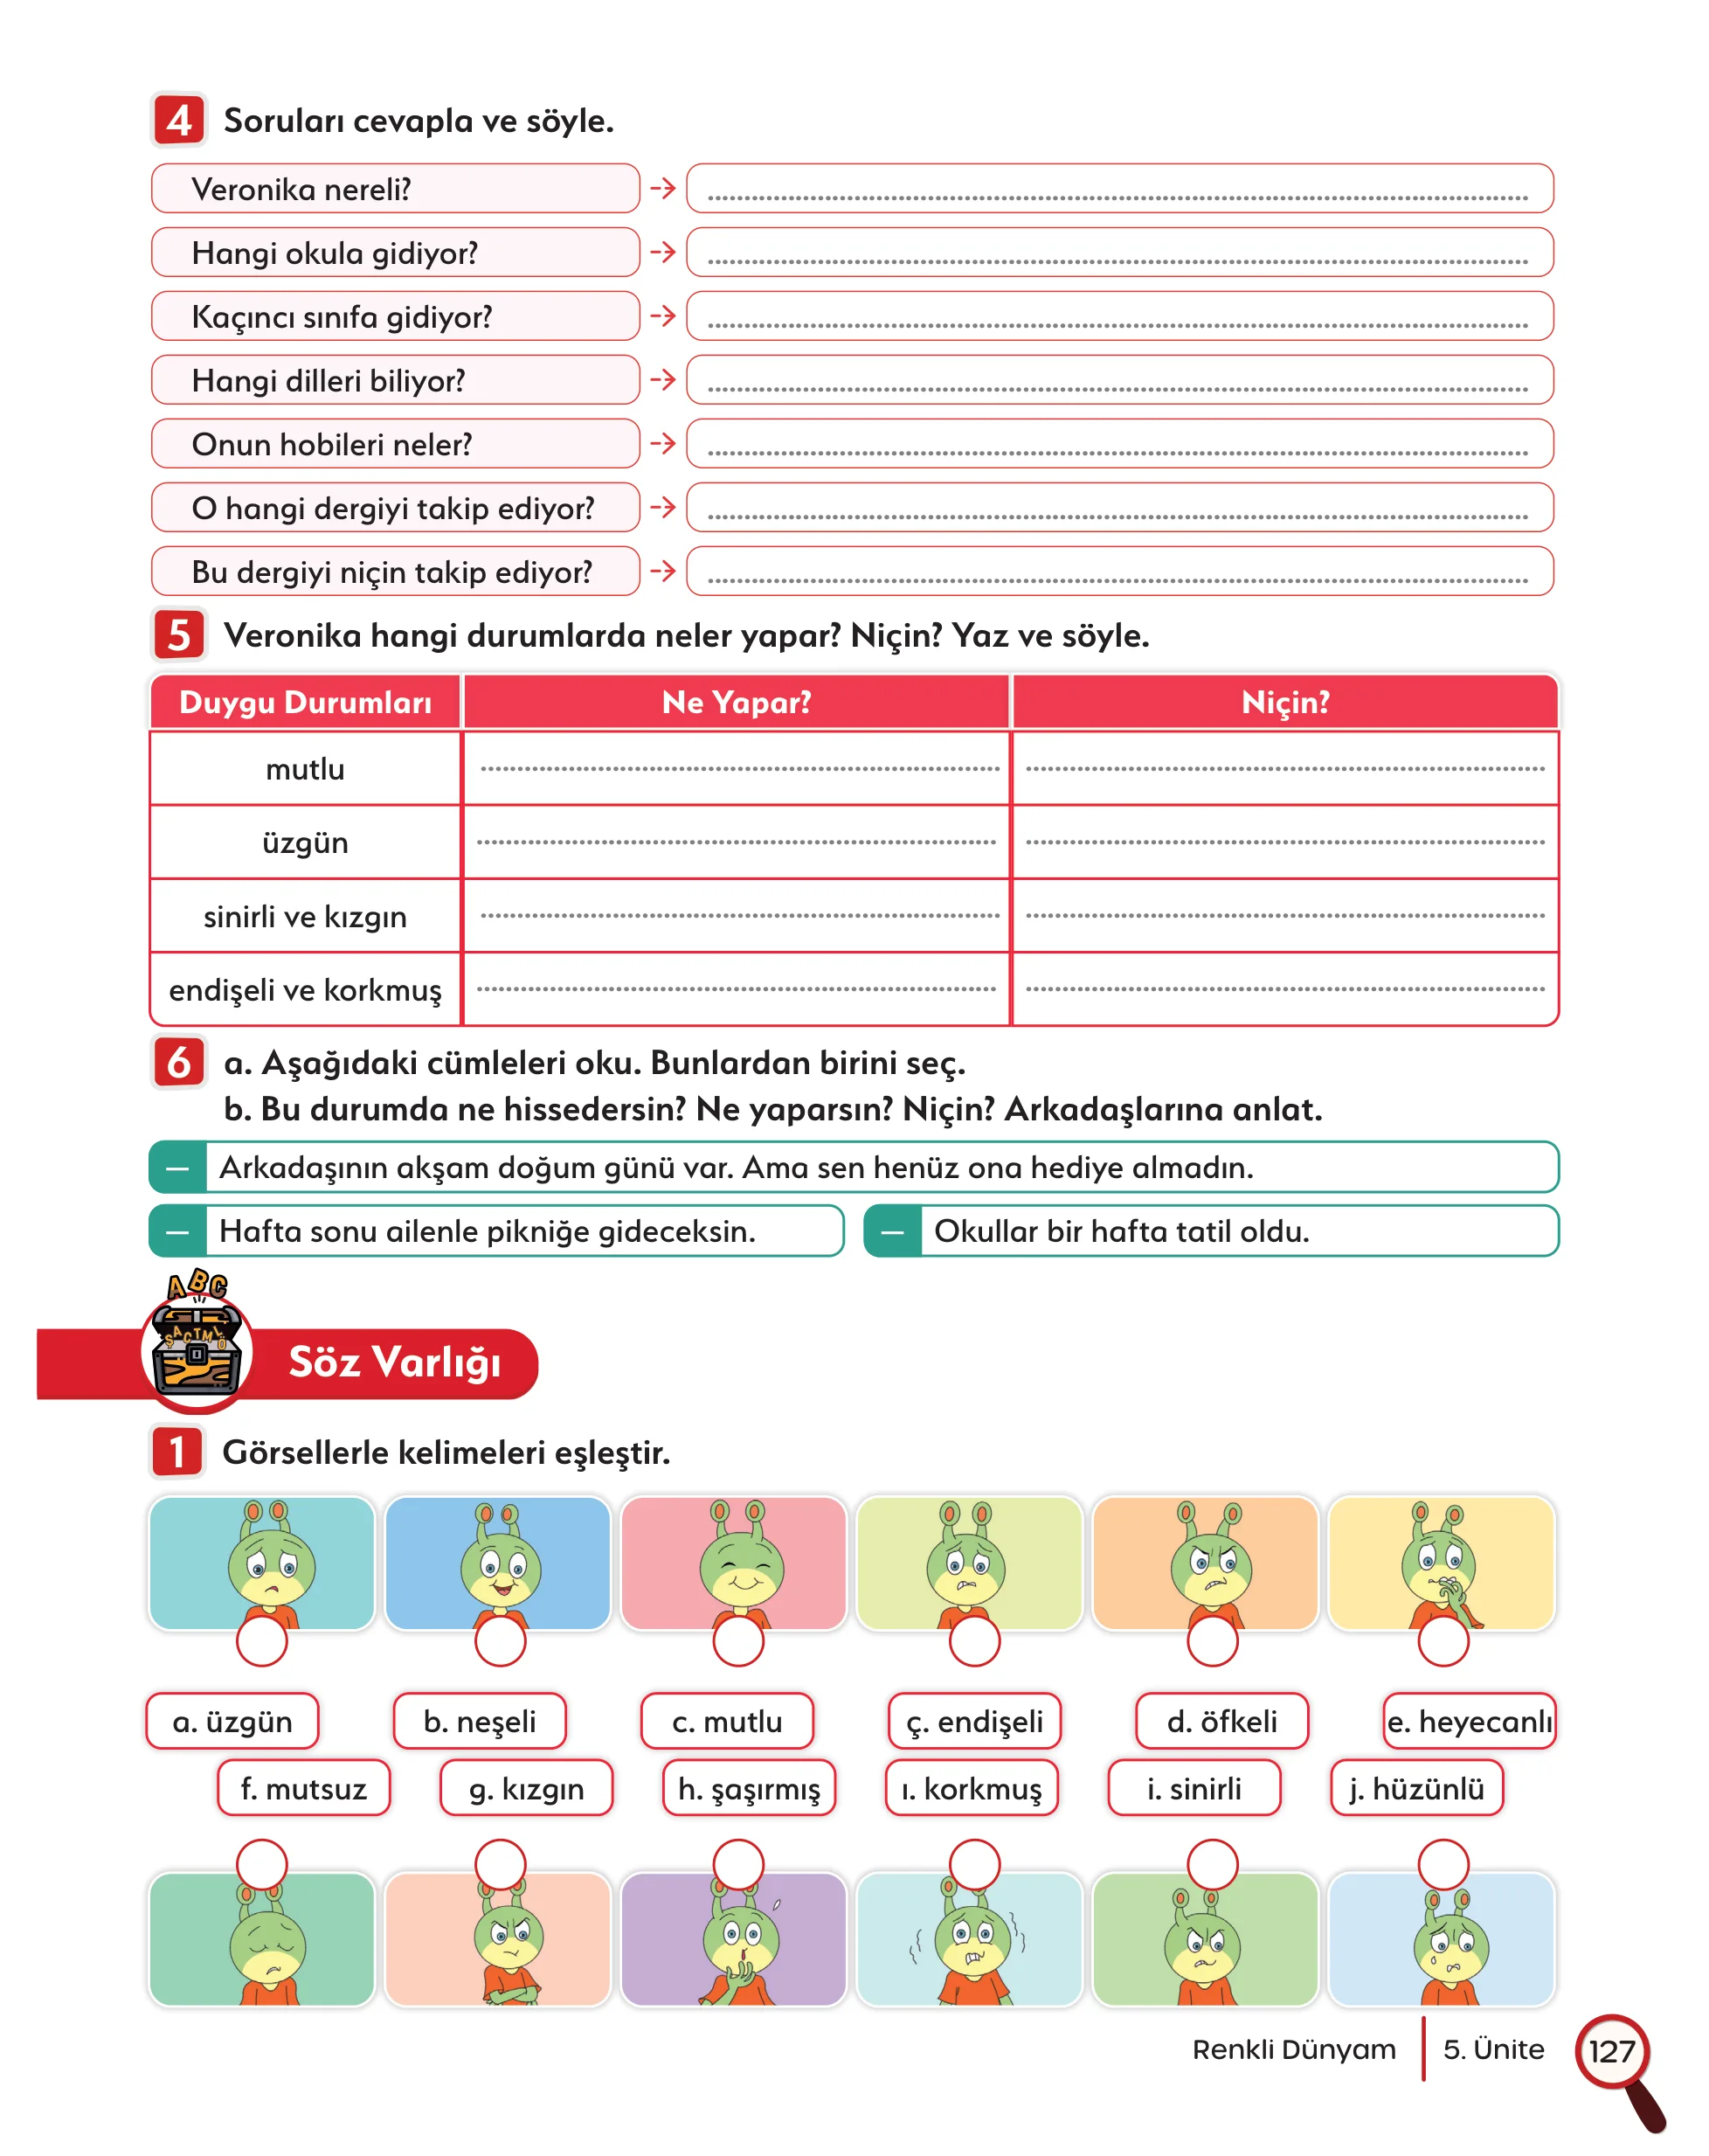 4 Soruları cevapla ve söyle.
Veronika nereli?
Hangi okula gidiyor?
Kaçıncı sınıfa gidiyor?
Hangi dilleri biliyor?
Onun hobileri neler?
O hangi dergiyi takip ediyor?
Bu dergiyi niçin takip ediyor?
5 Veronika hangi durumlarda neler yapar? Niçin? Yaz ve söyle.
Duygu Durumları Ne Yapar? Niçin?
mutlu
üzgün
sinirli ve kızgın
endişeli ve korkmuş
6 a. Aşağıdaki cümleleri oku. Bunlardan birini seç.
b. Bu durumda ne hissedersin? Ne yaparsın? Niçin? Arkadaşlarına anlat.
– Arkadaşının akşam doğum günü var. Ama sen henüz ona hediye almadın.
– Hafta sonu ailenle pikniğe gideceksin. – Okullar bir hafta tatil oldu.
ABC
Söz Varlığı
1 Görsellerle kelimeleri eşleştir.
a. üzgün b. neşeli c. mutlu ç. endişeli d. öfkeli e. heyecanlı
f. mutsuz g. kızgın h. şaşırmış ı. korkmuş i. sinirli j. hüzünlü
Renkli Dünyam 5. Ünite 127